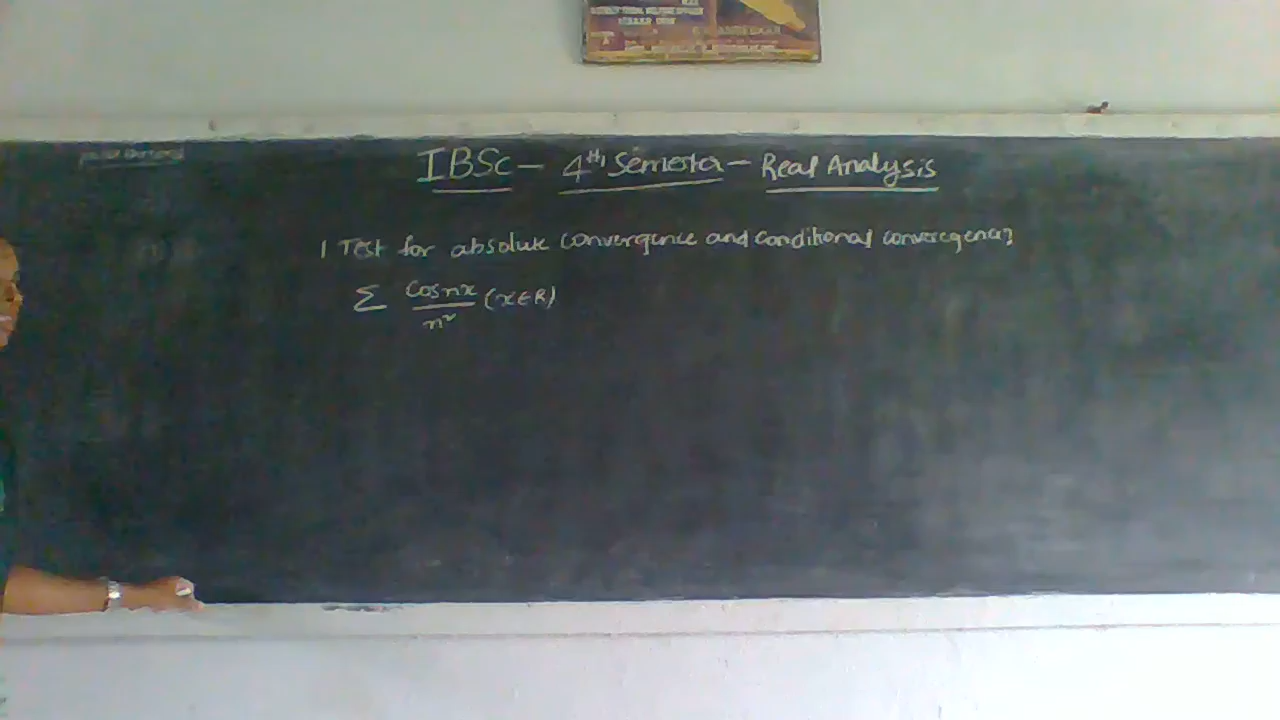 IBSc - 4th Semester - Real Analysis
1 Test for absolute convergence and conditional convergence?
Σ cosnx/n² (x∈R)